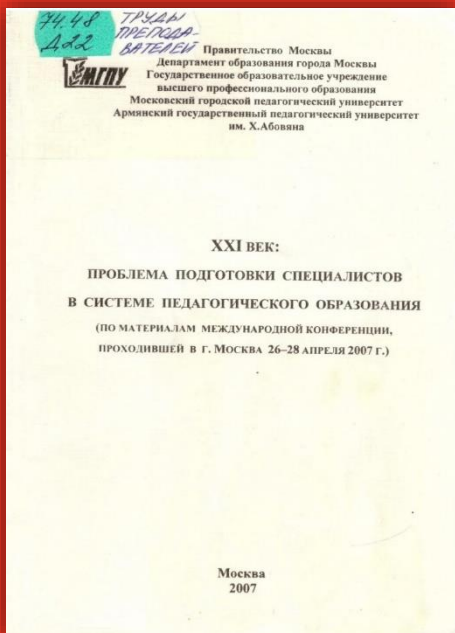 74.48
Д22
ТРУДЫ
ПРЕПОДА-
ВАТЕЛЕЙ
МГПУ
Правительство Москвы
Департамент образования города Москвы
Государственное образовательное учреждение
высшего профессионального образования
Московский городской педагогический университет
Армянский государственный педагогический университет
им. Х.Абовяна
XXI ВЕК:
ПРОБЛЕМА ПОДГОТОВКИ СПЕЦИАЛИСТОВ
В СИСТЕМЕ ПЕДАГОГИЧЕСКОГО ОБРАЗОВАНИЯ
(ПО МАТЕРИАЛАМ МЕЖДУНАРОДНОЙ КОНФЕРЕНЦИИ,
ПРОХОДИВШЕЙ В Г. МОСКВА 26–28 АПРЕЛЯ 2007 Г.)
Москва
2007